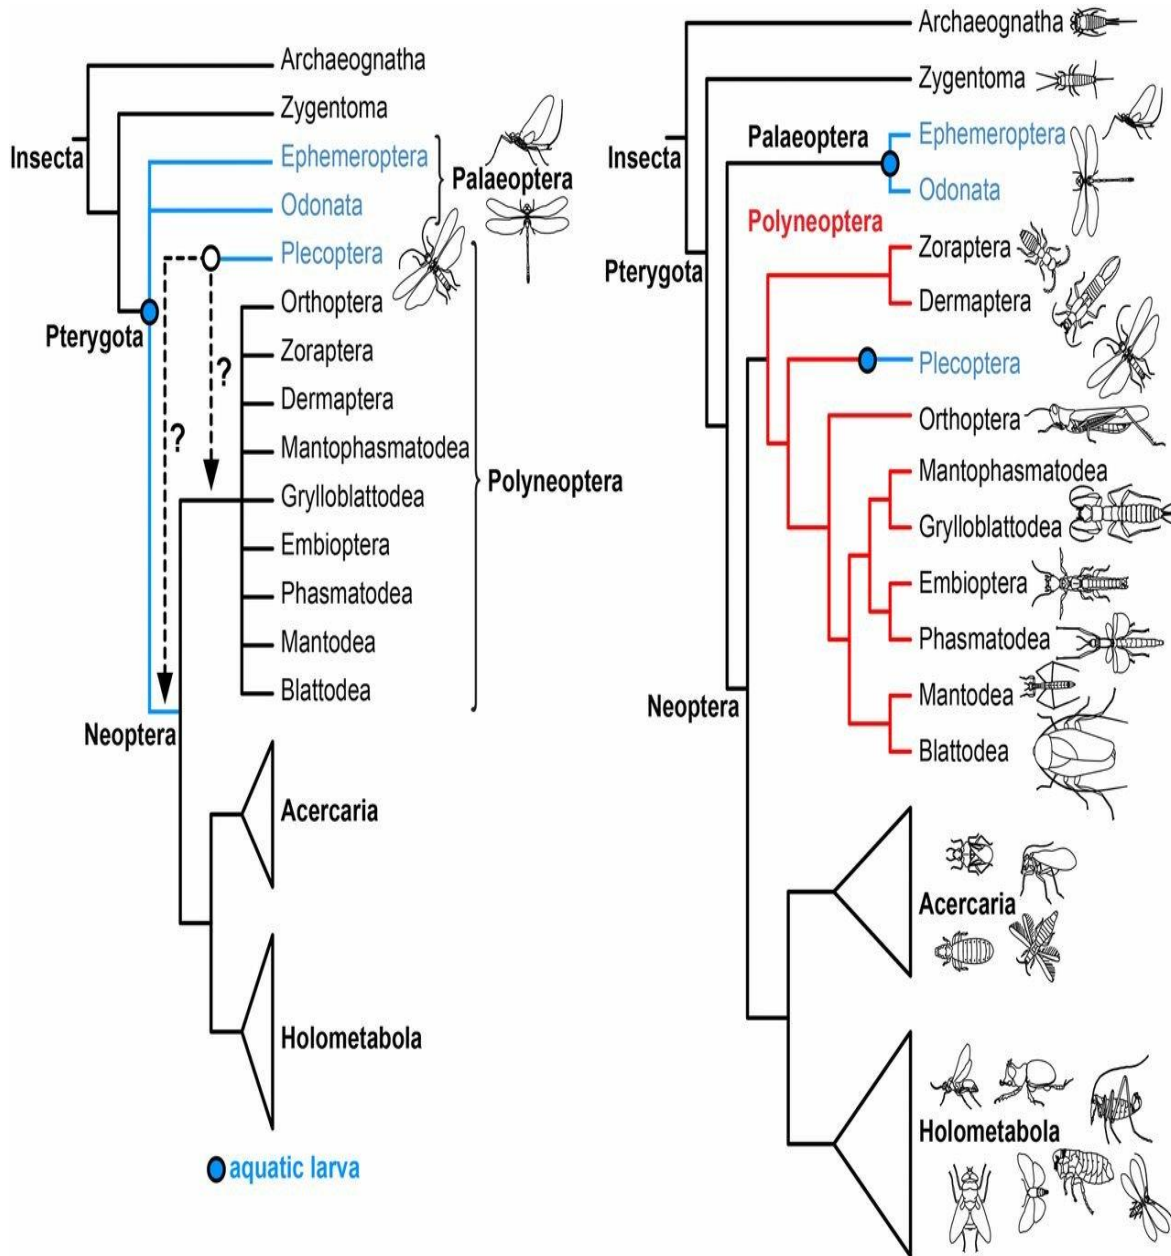 Archaeognatha
Zygentoma
Insecta
Ephemeroptera
Palaeoptera
Odonata
Plecoptera
Orthoptera
Pterygota
Zoraptera
?
Dermaptera
?
Mantophasmatodea
Grylloblattodea
Polyneoptera
Embioptera
Phasmatodea
Mantodea
Blattodea
Neoptera
Acercaria
Holometabola
aquatic larva
Archaeognatha
Zygentoma
Palaeoptera
Ephemeroptera
Insecta
Odonata
Polyneoptera
Zoraptera
Pterygota
Dermaptera
Plecoptera
Orthoptera
Mantophasmatodea
Grylloblattodea
Embioptera
Phasmatodea
Neoptera
Mantodea
Blattodea
Acercaria
Holometabola